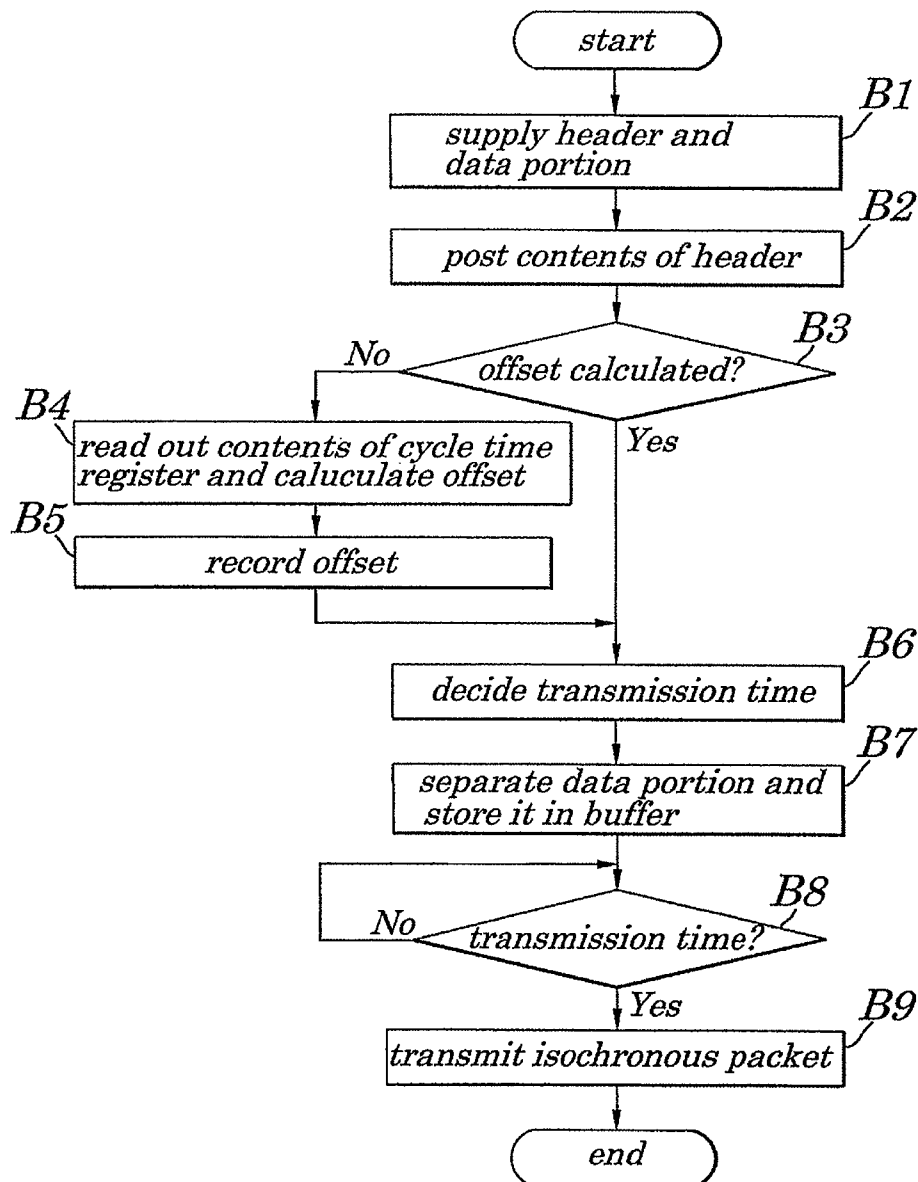 start
B1
supply header and
data portion
B2
post contents of header
B3
offset calculated?
No
Yes
B4
read out contents of cycle time
register and caluculate offset
B5
record offset
B6
decide transmission time
B7
separate data portion and
store it in buffer
B8
transmission time?
No
Yes
B9
transmit isochronous packet
end